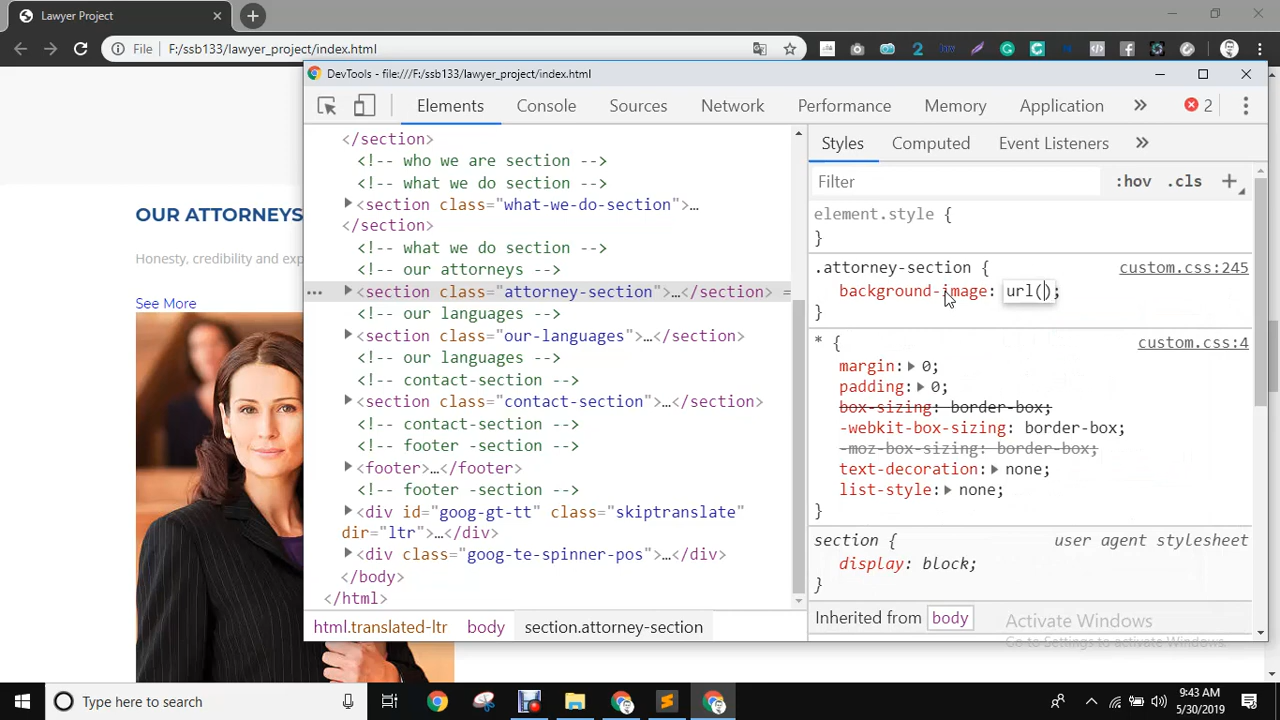 Lawyer Project
File
F:/ssb133/lawyer_project/index.html
DevTools - file:///F:/ssb133/lawyer_project/index.html
Elements
Console
Sources
Network
Performance
Memory
Application
2
</section>
<!-- who we are section -->
<!-- what we do section -->
<section class="what-we-do-section">…
</section>
<!-- what we do section -->
<!-- our attorneys -->
<section class="attorney-section">…</section> =
<!-- our languages -->
<section class="our-languages">…</section>
<!-- our languages -->
<!-- contact-section -->
<section class="contact-section">…</section>
<!-- contact-section -->
<!-- footer -section -->
<footer>…</footer>
<!-- footer -section -->
<div id="goog-gt-tt" class="skiptranslate"
dir="ltr">…</div>
<div class="goog-te-spinner-pos">…</div>
</body>
</html>
html.translated-ltr
body
section.attorney-section
Styles
Computed
Event Listeners
Filter
:hov
.cls
element.style {
}
.attorney-section {
custom.css:245
background-image: url();
}
* {
custom.css:4
margin: 0;
padding: 0;
box-sizing: border-box;
-webkit-box-sizing: border-box;
-moz-box-sizing: border-box;
text-decoration: none;
list-style: none;
}
section {
user agent stylesheet
display: block;
}
Inherited from body
Activate Windows
Go to Settings to activate Windows.
OUR ATTORNEYS
Honesty, credibility and exp
See More
Type here to search
9:43 AM
5/30/2019